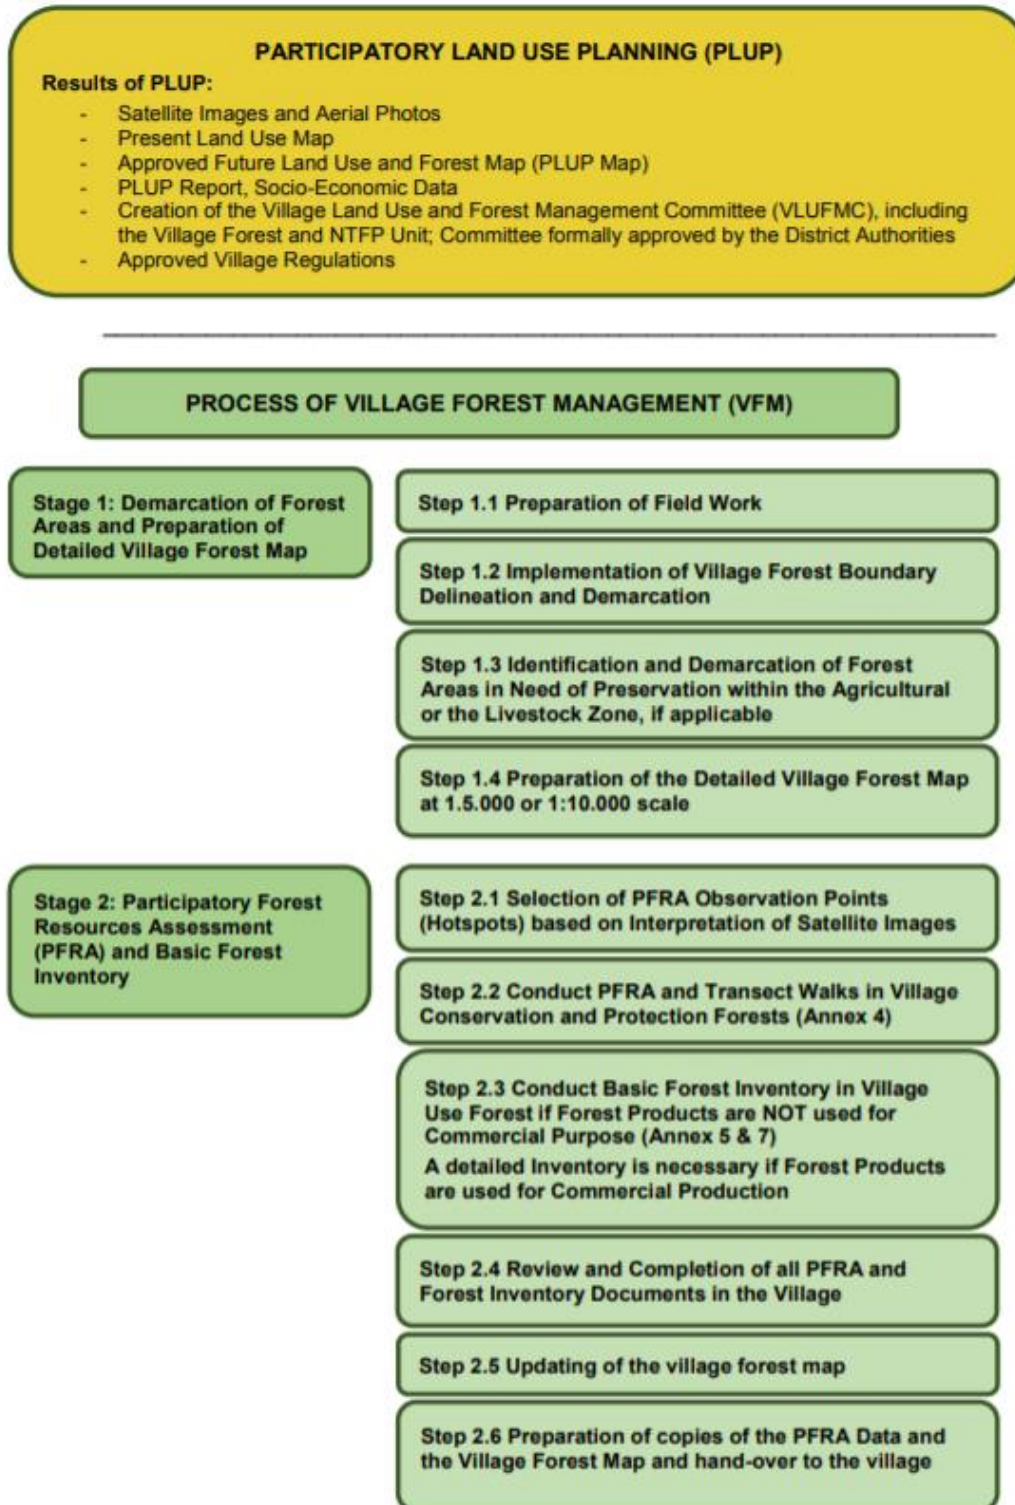 PARTICIPATORY LAND USE PLANNING (PLUP)
Results of PLUP:
- Satellite Images and Aerial Photos
- Present Land Use Map
- Approved Future Land Use and Forest Map (PLUP Map)
- PLUP Report, Socio-Economic Data
- Creation of the Village Land Use and Forest Management Committee (VLUFMC), including
the Village Forest and NTFP Unit; Committee formally approved by the District Authorities
- Approved Village Regulations
PROCESS OF VILLAGE FOREST MANAGEMENT (VFM)
Stage 1: Demarcation of Forest
Areas and Preparation of
Detailed Village Forest Map
Step 1.1 Preparation of Field Work
Step 1.2 Implementation of Village Forest Boundary
Delineation and Demarcation
Step 1.3 Identification and Demarcation of Forest
Areas in Need of Preservation within the Agricultural
or the Livestock Zone, if applicable
Step 1.4 Preparation of the Detailed Village Forest Map
at 1.5.000 or 1:10.000 scale
Stage 2: Participatory Forest
Resources Assessment
(PFRA) and Basic Forest
Inventory
Step 2.1 Selection of PFRA Observation Points
(Hotspots) based on Interpretation of Satellite Images
Step 2.2 Conduct PFRA and Transect Walks in Village
Conservation and Protection Forests (Annex 4)
Step 2.3 Conduct Basic Forest Inventory in Village
Use Forest if Forest Products are NOT used for
Commercial Purpose (Annex 5 & 7)
A detailed Inventory is necessary if Forest Products
are used for Commercial Production
Step 2.4 Review and Completion of all PFRA and
Forest Inventory Documents in the Village
Step 2.5 Updating of the village forest map
Step 2.6 Preparation of copies of the PFRA Data and
the Village Forest Map and hand-over to the village